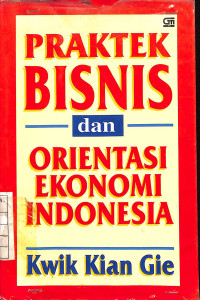 PRAKTEK
BISNIS
dan
ORIENTASI
EKONOMI
INDONESIA
Kwik Kian Gie